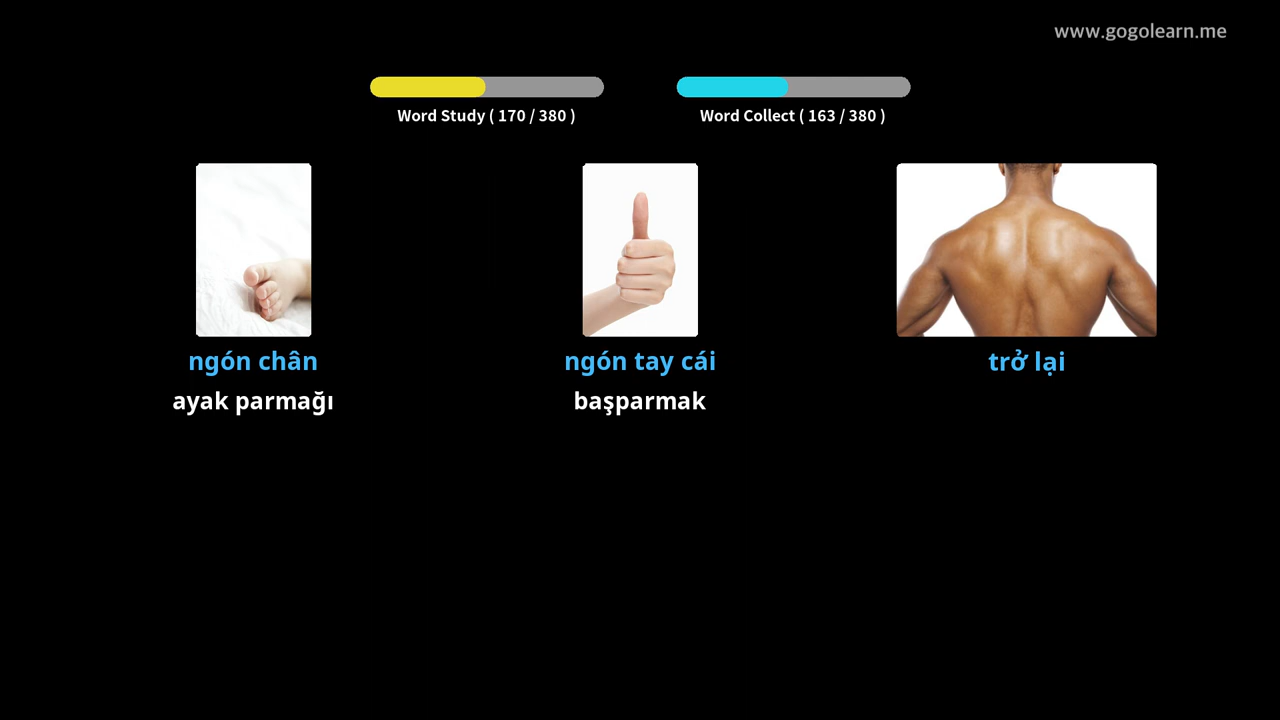 www.gogolearn.me
Word Study ( 170 / 380 )
Word Collect ( 163 / 380 )
ngón chân
ayak parmağı
ngón tay cái
başparmak
trở lại